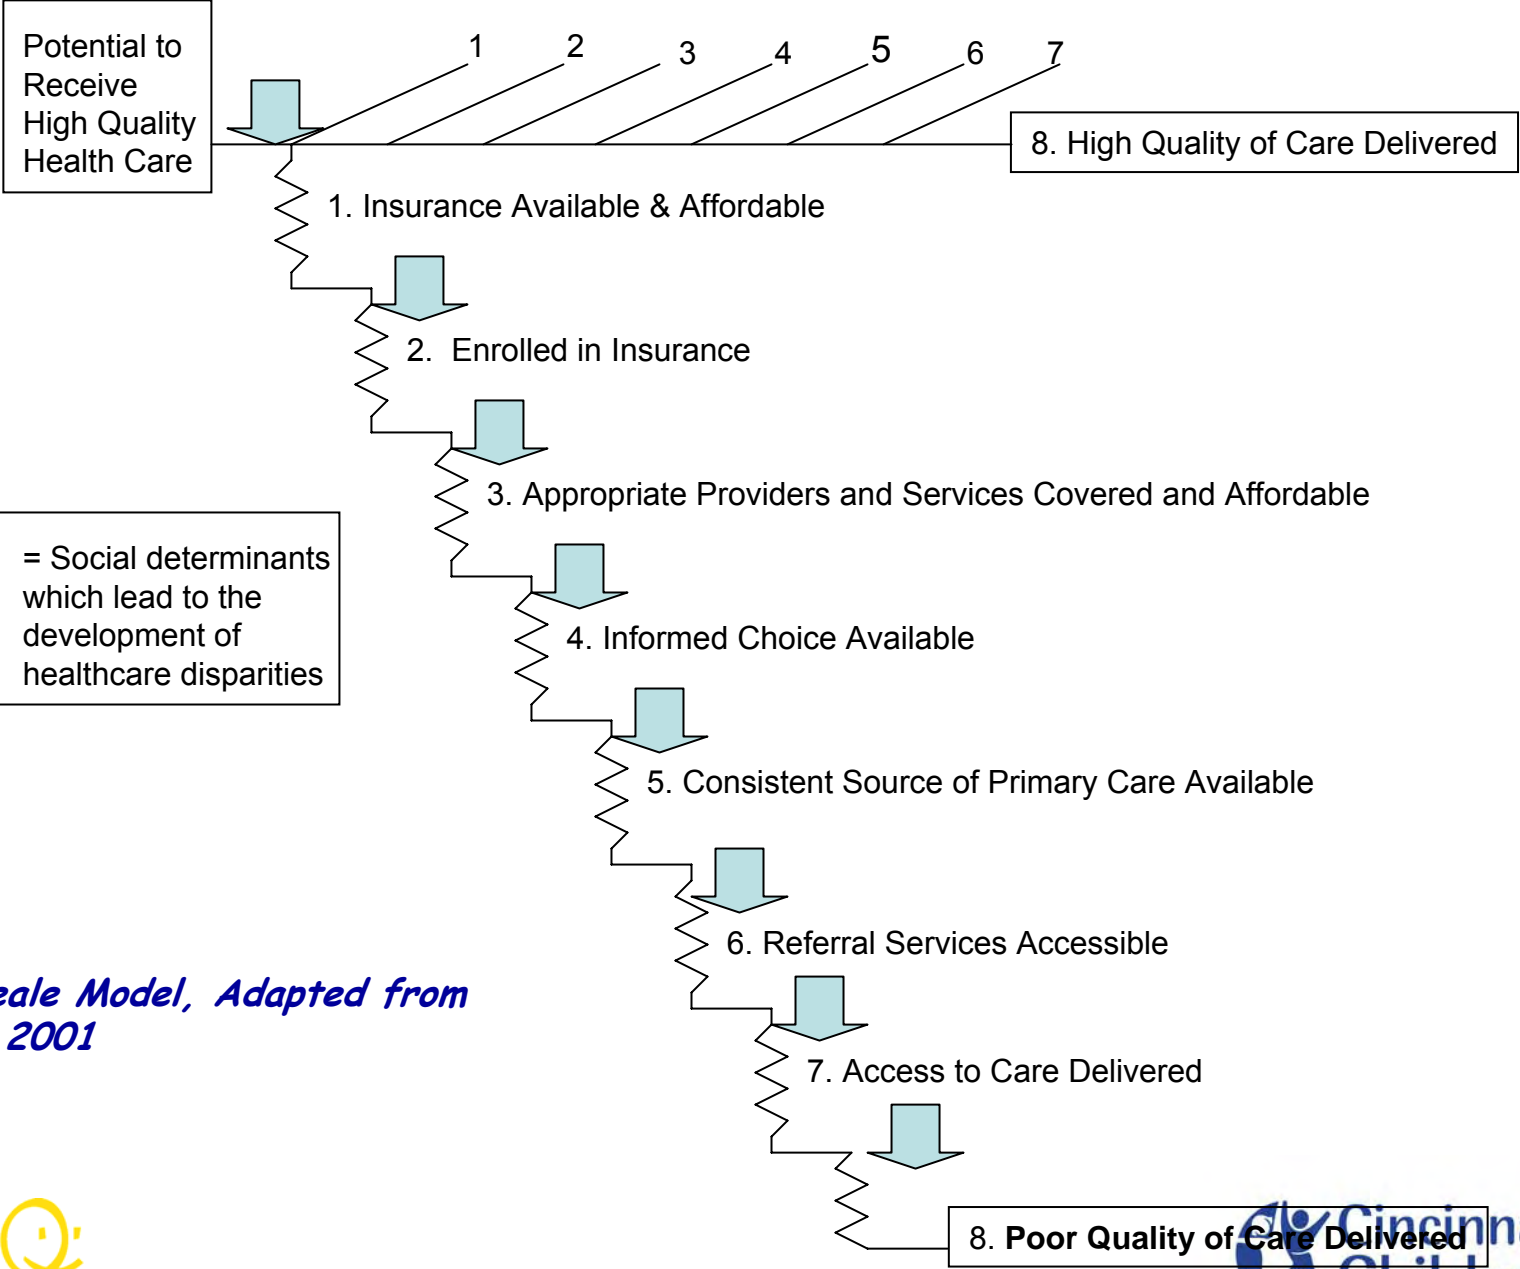 Potential to
Receive
High Quality
Health Care
1 2 3 4 5 6 7
8. High Quality of Care Delivered
1. Insurance Available & Affordable
2. Enrolled in Insurance
3. Appropriate Providers and Services Covered and Affordable
= Social determinants
which lead to the
development of
healthcare disparities
4. Informed Choice Available
5. Consistent Source of Primary Care Available
6. Referral Services Accessible
Model, Adapted from
2001
7. Access to Care Delivered
8. Poor Quality of Care Delivered